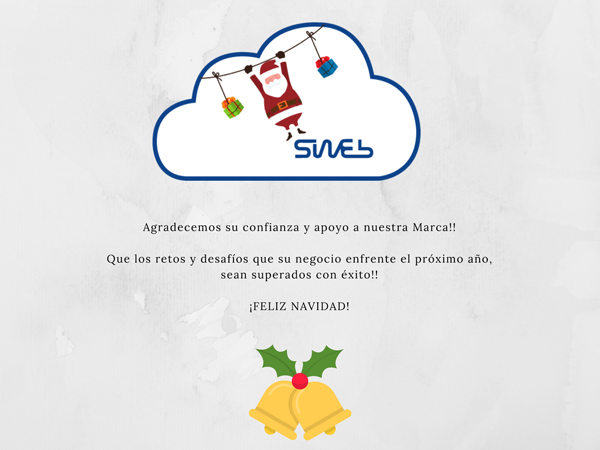 SiWEb
Agradecemos su confianza y apoyo a nuestra Marca!!
Que los retos y desafíos que su negocio enfrente el próximo año,
sean superados con éxito!!
¡FELIZ NAVIDAD!